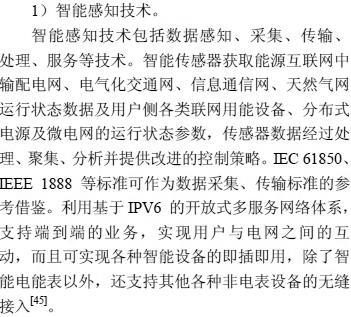 1）智能感知技术。
智能感知技术包括数据感知、采集、传输、
处理、服务等技术。智能传感器获取能源互联网中
输配电网、电气化交通网、信息通信网、天然气网
运行状态数据及用户侧各类联网用能设备、分布式
电源及微电网的运行状态参数，传感器数据经过处
理、聚集、分析并提供改进的控制策略。IEC 61850、
IEEE 1888 等标准可作为数据采集、传输标准的参
考借鉴。利用基于 IPV6 的开放式多服务网络体系，
支持端到端的业务，实现用户与电网之间的互
动，而且可实现各种智能设备的即插即用，除了智
能电能表以外，还支持其他各种非电表设备的无缝
接入[45]。